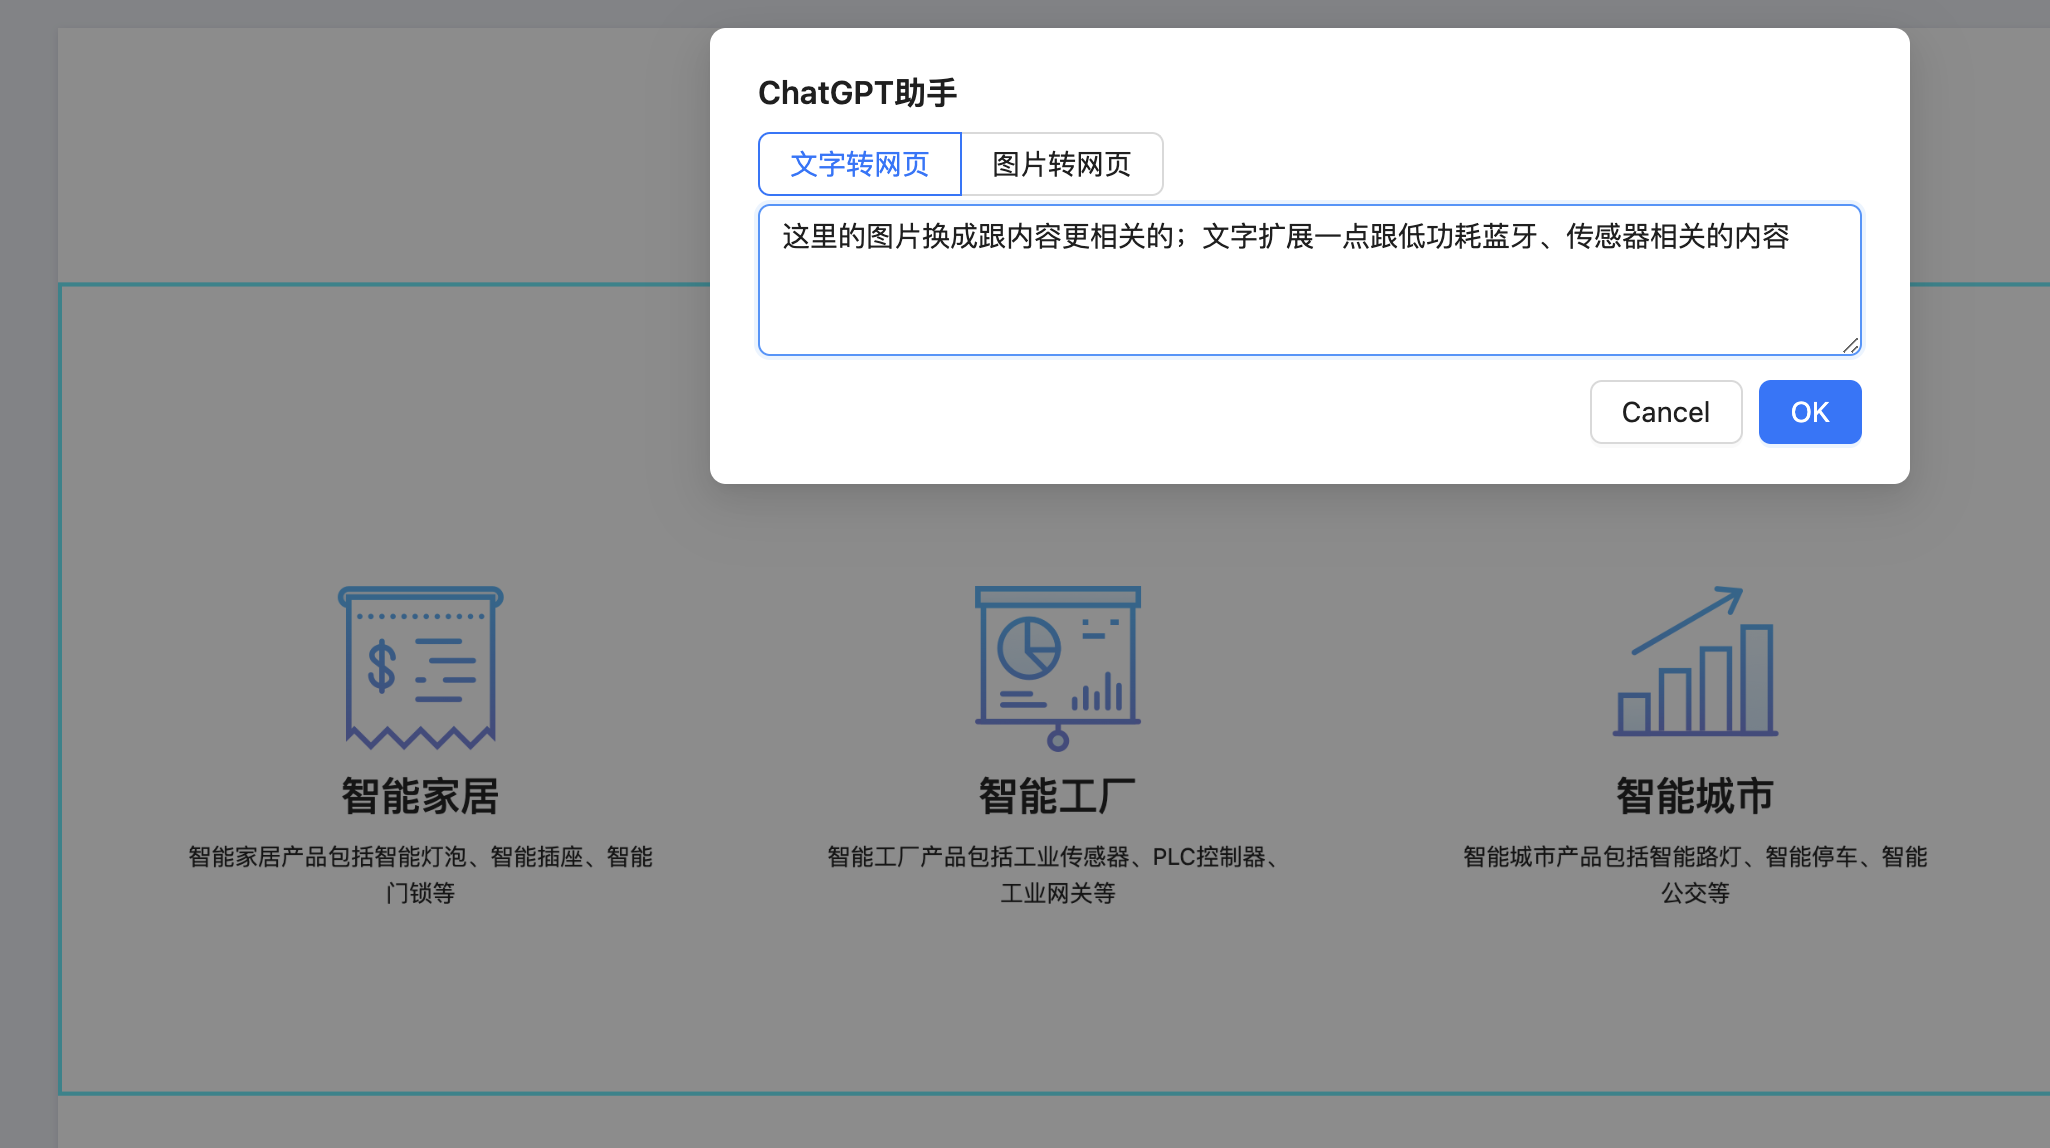 ChatGPT助手
文字转网页
图片转网页
这里的图片换成跟内容更相关的；文字扩展一点跟低功耗蓝牙、传感器相关的内容
Cancel
OK
$
智能家居
智能家居产品包括智能灯泡、智能插座、智能
门锁等
智能工厂
智能工厂产品包括工业传感器、PLC控制器、
工业网关等
智能城市
智能城市产品包括智能路灯、智能停车、智能
公交等